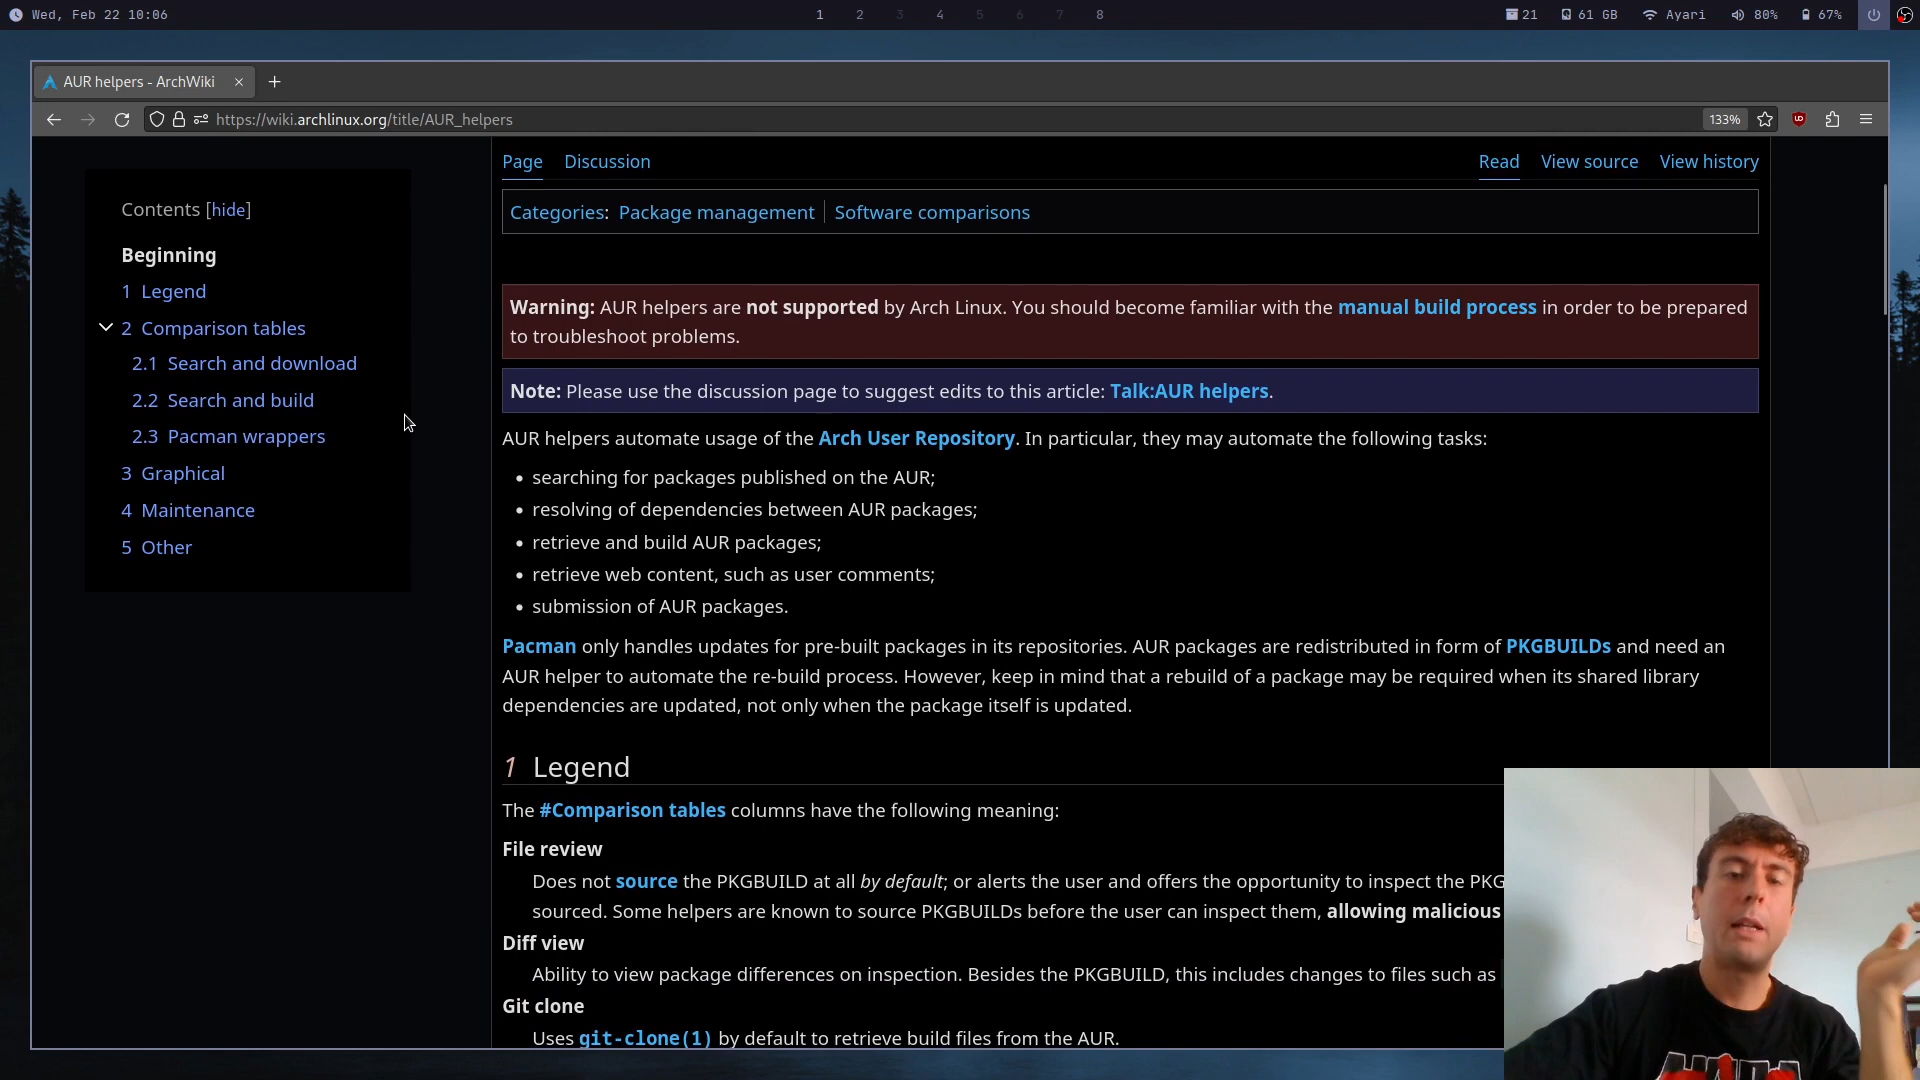 Wed, Feb 22 10:06
1 2 3 4 5 6 7 8
21 61 GB Ayari 80% 67%
AUR helpers - ArchWiki
https://wiki.archlinux.org/title/AUR_helpers
133%
Contents [hide]
Beginning
1 Legend
2 Comparison tables
2.1 Search and download
2.2 Search and build
2.3 Pacman wrappers
3 Graphical
4 Maintenance
5 Other
Page Discussion Read View source View history
Categories: Package management Software comparisons
Warning: AUR helpers are not supported by Arch Linux. You should become familiar with the manual build process in order to be prepared
to troubleshoot problems.
Note: Please use the discussion page to suggest edits to this article: Talk:AUR helpers.
AUR helpers automate usage of the Arch User Repository. In particular, they may automate the following tasks:
• searching for packages published on the AUR;
• resolving of dependencies between AUR packages;
• retrieve and build AUR packages;
• retrieve web content, such as user comments;
• submission of AUR packages.
Pacman only handles updates for pre-built packages in its repositories. AUR packages are redistributed in form of PKGBUILDs and need an
AUR helper to automate the re-build process. However, keep in mind that a rebuild of a package may be required when its shared library
dependencies are updated, not only when the package itself is updated.
1 Legend
The #Comparison tables columns have the following meaning:
File review
Does not source the PKGBUILD at all by default; or alerts the user and offers the opportunity to inspect the PKG
sourced. Some helpers are known to source PKGBUILDs before the user can inspect them, allowing malicious
Diff view
Ability to view package differences on inspection. Besides the PKGBUILD, this includes changes to files such as
Git clone
Uses git-clone(1) by default to retrieve build files from the AUR.